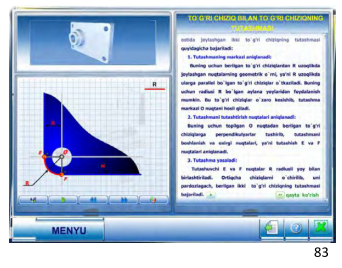 TO`G`RI CHIZIQ BILAN TO`G`RI CHIZIQNING
TUTASHMASI
ostida joylashgan ikki to`g`ri chiziqning tutashmasi
quyidagicha bajariladi:
1. Tutashmaning markazi aniqlanadi:
Buning uchun berilgan to`g`ri chiziqlardan R uzoqlikda
joylashgan nuqtalarning geometrik o`rni, ya'ni R uzoqlikda
ularga parallel bo`lgan to`g`ri chiziqlar o`tkaziladi. Buning
uchun radiusi R bo`lgan aylana yoylaridan foydalanish
mumkin. Bu to`g`ri chiziqlar o`zaro kesishib, tutashma
markazi O nuqtani hosil qiladi.
2. Tutashmani tutashtirish nuqtalari aniqlanadi:
Buning uchun topilgan O nuqtadan berilgan to`g`ri
chiziqlarga perpendikulyarlar tushirib, tutashmani
boshlanish va oxirgi nuqtalari, ya'ni tutashish E va F
nuqtalari aniqlanadi.
3. Tutashma yasaladi:
Tutashuvchi E va F nuqtalar R radiusli yoy bilan
birlashtiriladi. Ortiqcha chiziqlarni o`chirilib, uni
pardozlagach, berilgan ikki to`g`ri chiziqning tutashmasi
bajariladi.
qayta ko'rish
R
O
E
F
R
MENYU
83